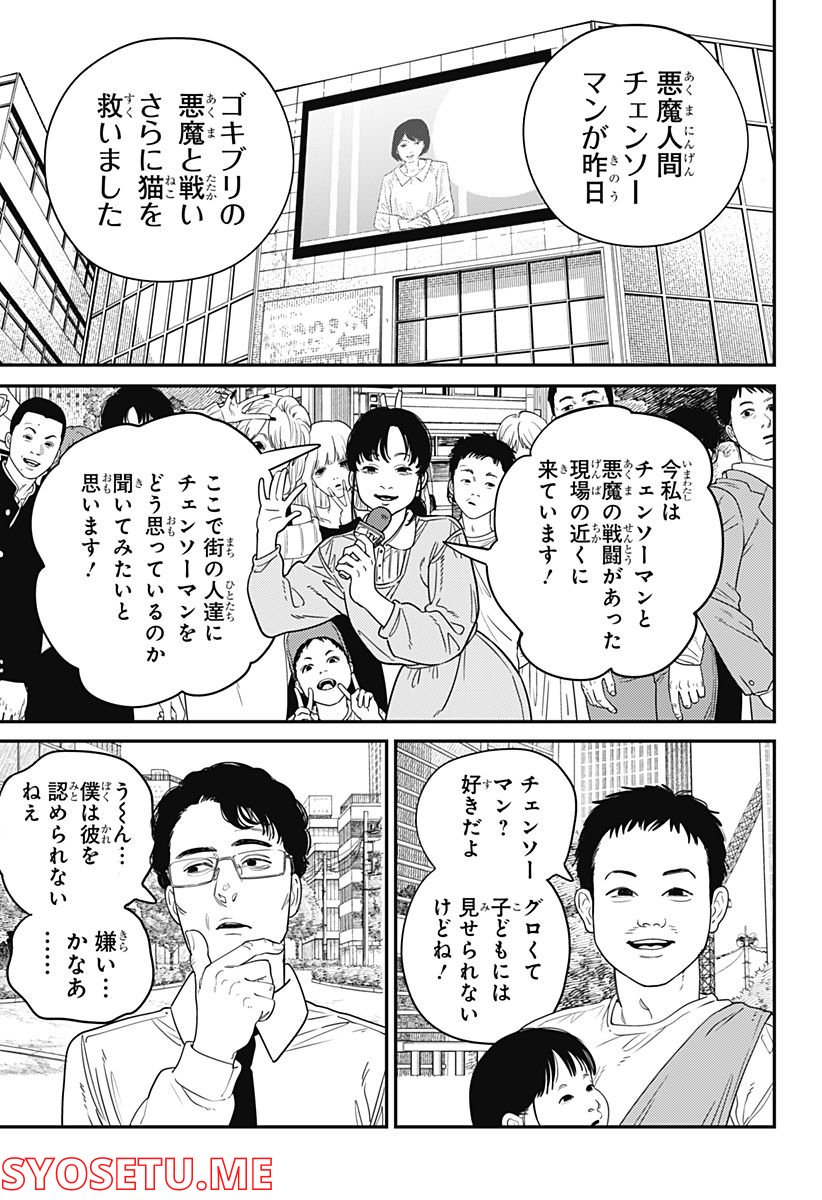 悪魔人間
チェンソー
マンが昨日
ゴキブリの
悪魔と戦い
さらに猫を
救いました
今私は
チェンソーマンと
悪魔の戦闘があった
現場の近くに
来ています！
ここで街の人達に
チェンソーマンを
どう思っているのか
聞いてみたいと
思います！
チェンソー
マン？
好きだよ
グロくて
子どもには
見せられない
けどね！
う〜ん…
僕は彼を
認められない
ねえ
嫌い…
かなあ
……
SYOSETU.ME